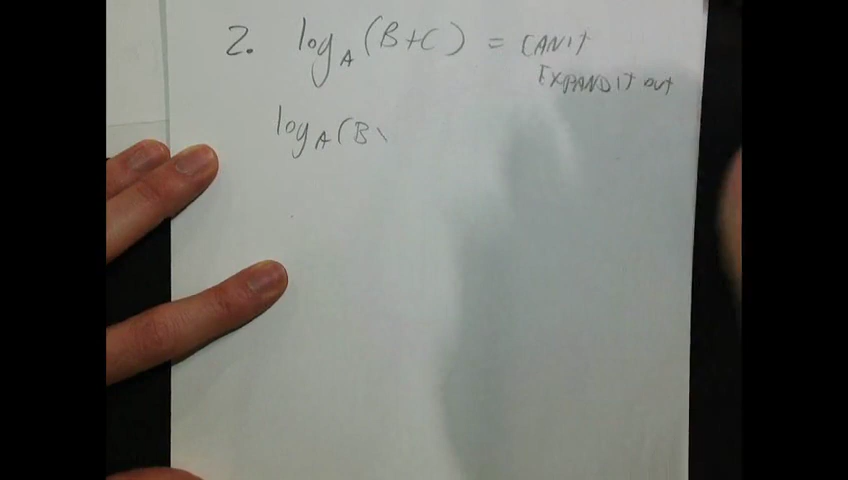 2. log_A (B+C) = CAN'T
EXPAND IT OUT
log_A (B